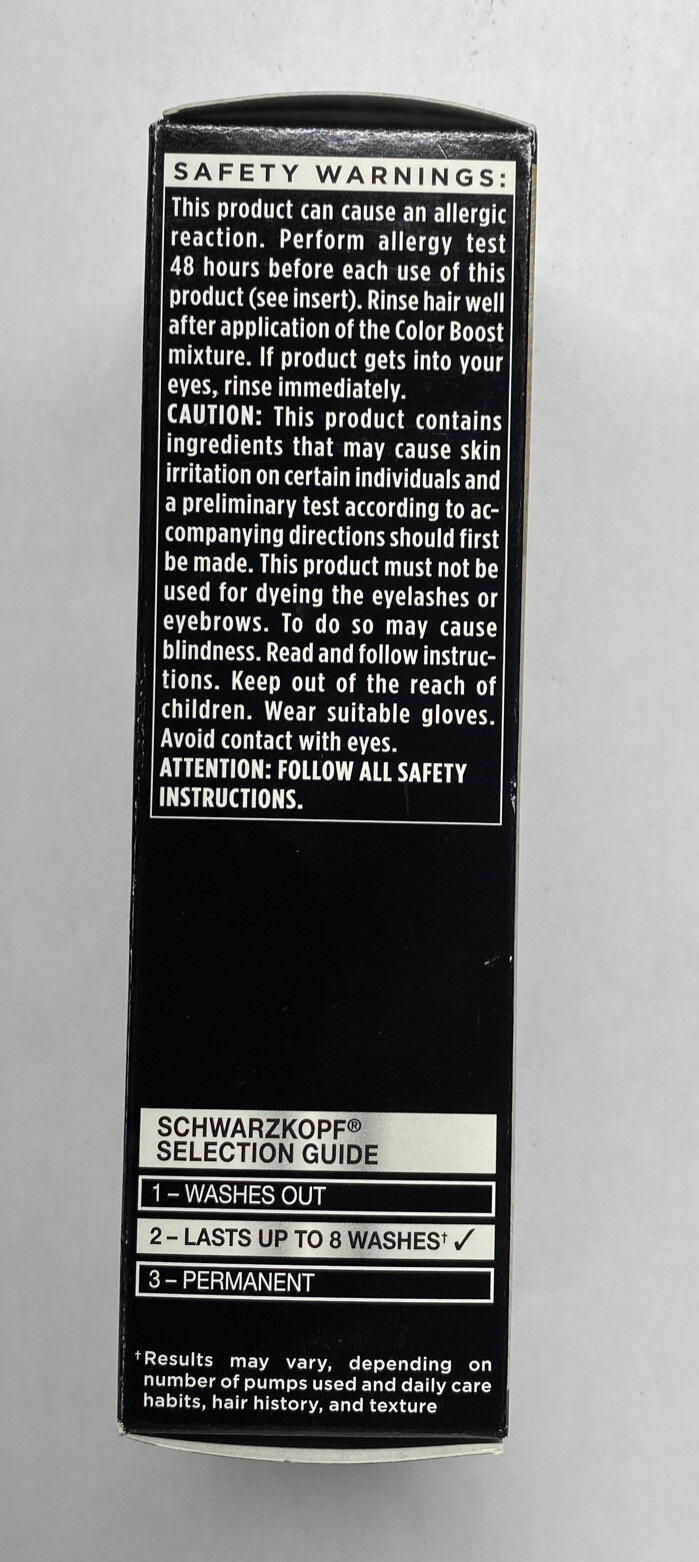 SAFETY WARNINGS:
This product can cause an allergic
reaction. Perform allergy test
48 hours before each use of this
product (see insert). Rinse hair well
after application of the Color Boost
mixture. If product gets into your
eyes, rinse immediately.
CAUTION: This product contains
ingredients that may cause skin
irritation on certain individuals and
a preliminary test according to ac-
companying directions should first
be made. This product must not be
used for dyeing the eyelashes or
eyebrows. To do so may cause
blindness. Read and follow instruc-
tions. Keep out of the reach of
children. Wear suitable gloves.
Avoid contact with eyes.
ATTENTION: FOLLOW ALL SAFETY
INSTRUCTIONS.
SCHWARZKOPF®
SELECTION GUIDE
1 – WASHES OUT
2 – LASTS UP TO 8 WASHES† ✓
3 – PERMANENT
†Results may vary, depending on
number of pumps used and daily care
habits, hair history, and texture